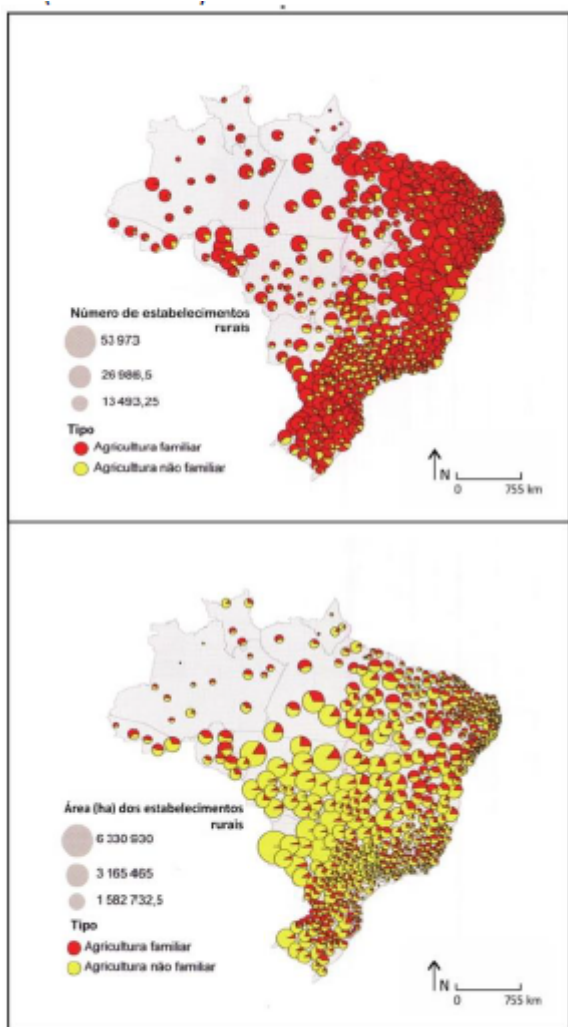 Número de estabelecimentos
rurais
53 973
26 986,5
13 493,25
Tipo
Agricultura familiar
Agricultura não familiar
N
0 755 km
Área (ha) dos estabelecimentos
rurais
6 330 930
3 165 465
1 582 732,5
Tipo
Agricultura familiar
Agricultura não familiar
N
0 755 km